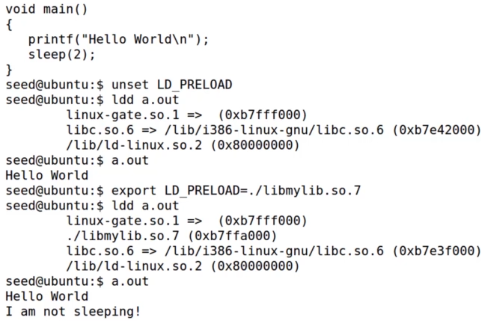 void main()
{
   printf("Hello World\n");
   sleep(2);
}
seed@ubuntu:$ unset LD_PRELOAD
seed@ubuntu:$ ldd a.out
        linux-gate.so.1 =>  (0xb7fff000)
        libc.so.6 => /lib/i386-linux-gnu/libc.so.6 (0xb7e42000)
        /lib/ld-linux.so.2 (0x80000000)
seed@ubuntu:$ a.out
Hello World
seed@ubuntu:$ export LD_PRELOAD=./libmylib.so.7
seed@ubuntu:$ ldd a.out
        linux-gate.so.1 =>  (0xb7fff000)
        ./libmylib.so.7 (0xb7ffa000)
        libc.so.6 => /lib/i386-linux-gnu/libc.so.6 (0xb7e3f000)
        /lib/ld-linux.so.2 (0x80000000)
seed@ubuntu:$ a.out
Hello World
I am not sleeping!